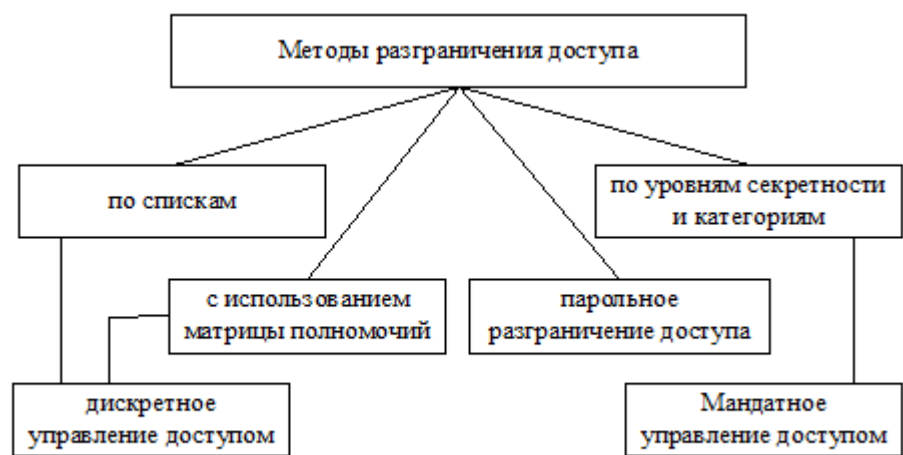 Методы разграничения доступа
по спискам
по уровням секретности
и категориям
с использованием
матрицы полномочий
парольное
разграничение доступа
дискретное
управление доступом
Мандатное
управление доступом